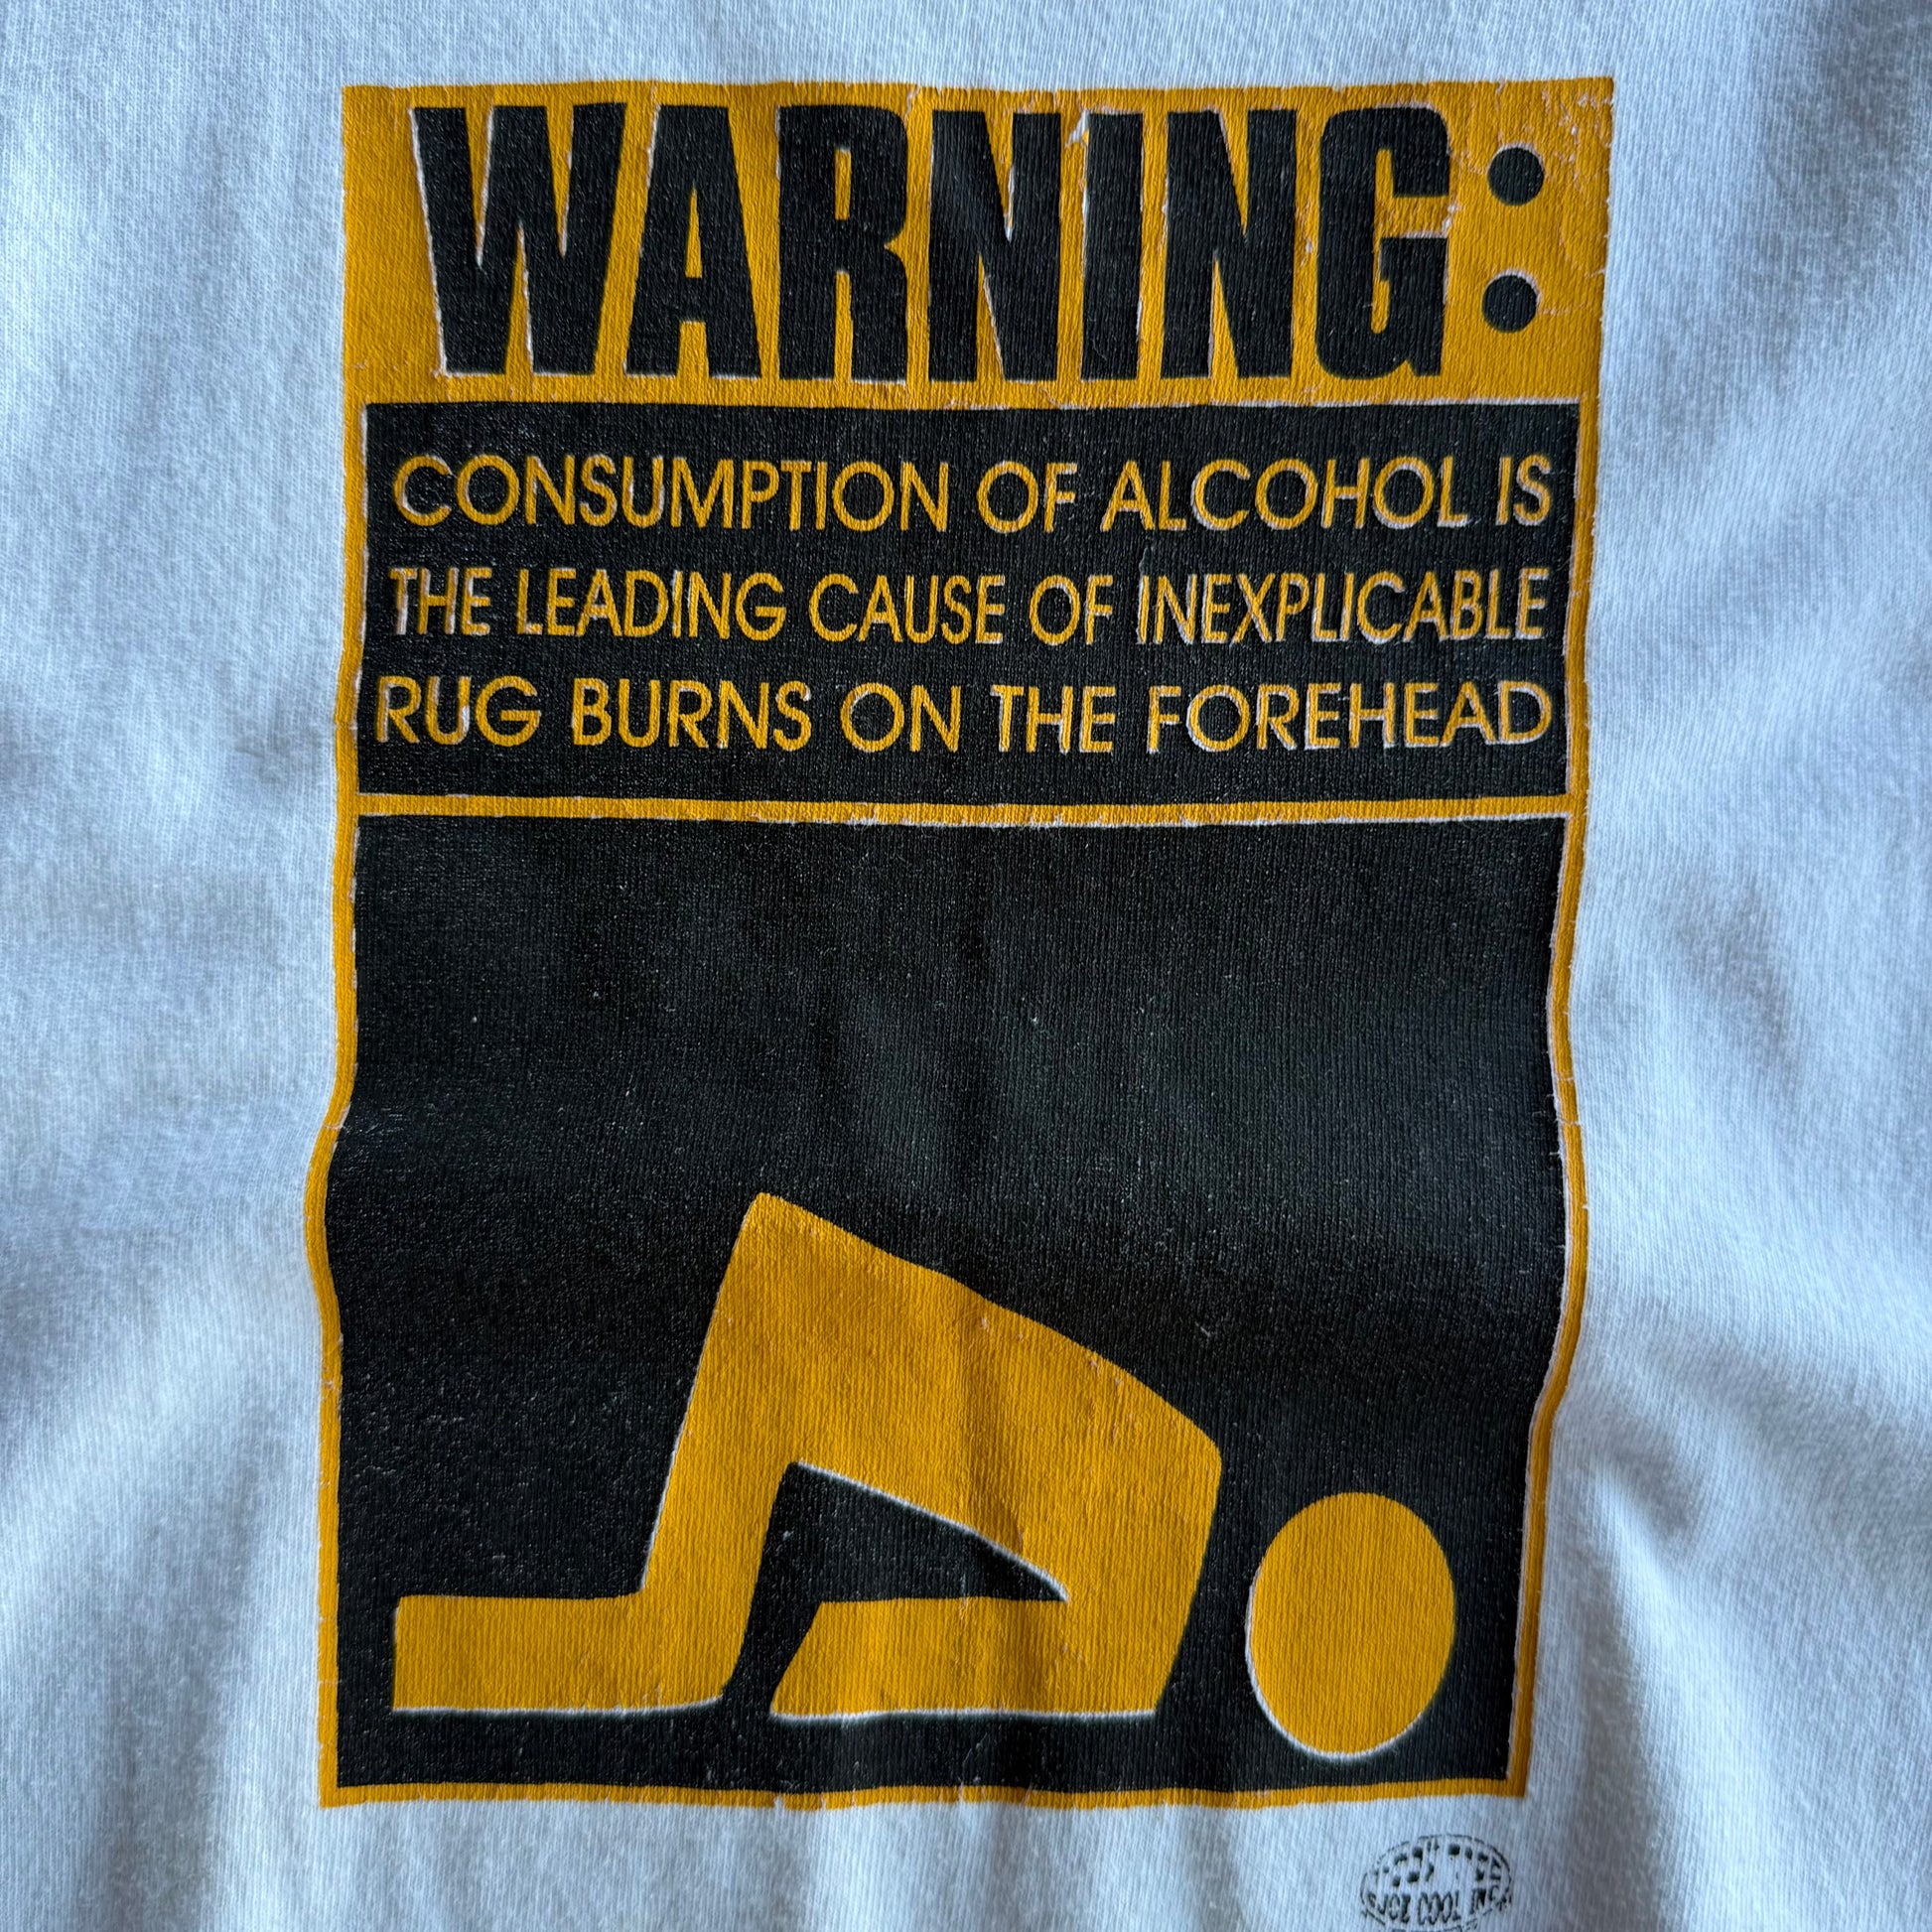 WARNING:
CONSUMPTION OF ALCOHOL IS
THE LEADING CAUSE OF INEXPLICABLE
RUG BURNS ON THE FOREHEAD